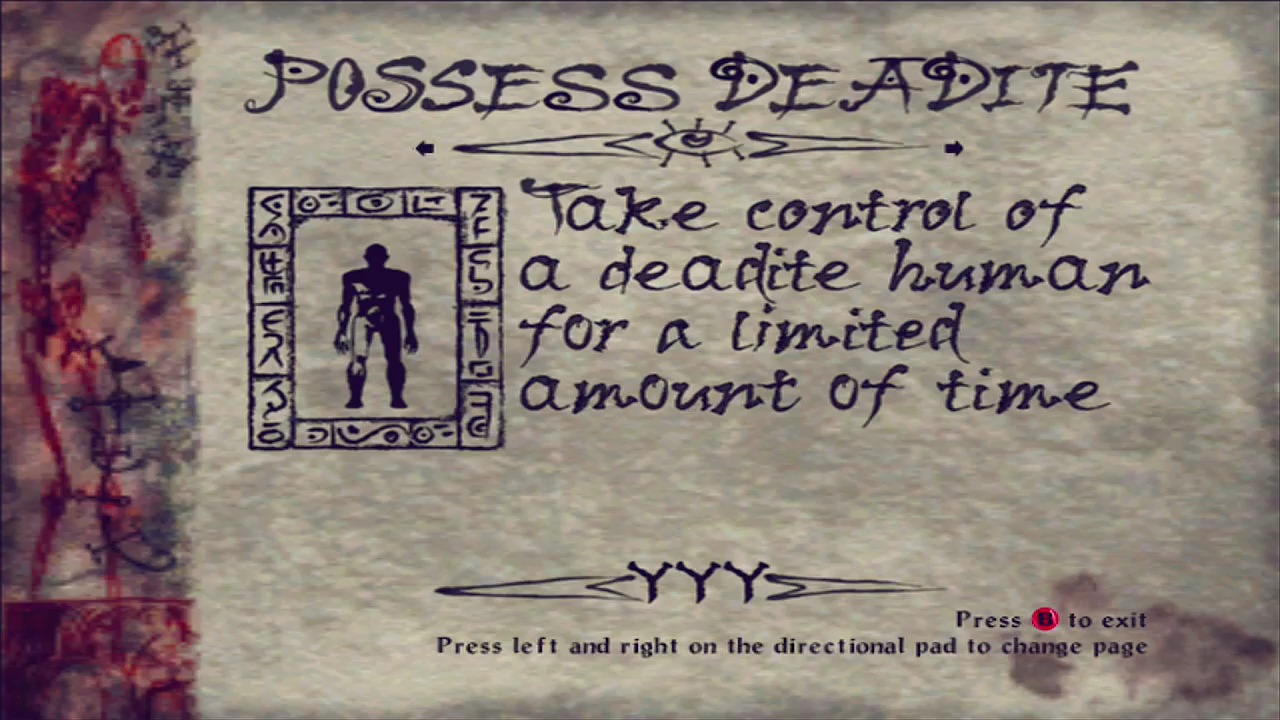 POSSESS DEADITE
Take control of
a deadite human
for a limited
amount of time
YYY
Press B to exit
Press left and right on the directional pad to change page